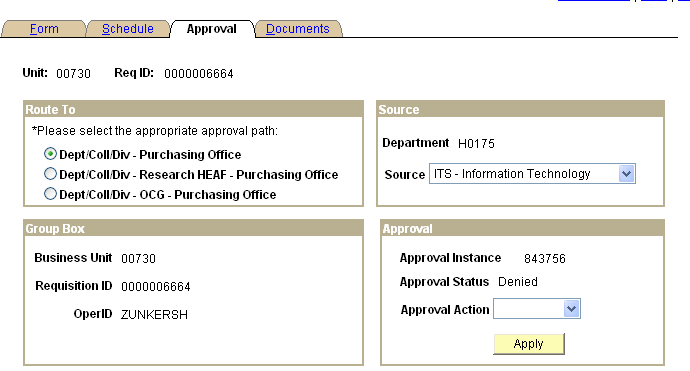 Form Schedule Approval Documents
Unit: 00730 Req ID: 0000006664
Route To
*Please select the appropriate approval path:
Dept/Coll/Div - Purchasing Office
Dept/Coll/Div - Research HEAF - Purchasing Office
Dept/Coll/Div - OCG - Purchasing Office
Source
Department H0175
Source ITS - Information Technology
Group Box
Business Unit 00730
Requisition ID 0000006664
OperID ZUNKERSH
Approval
Approval Instance 843756
Approval Status Denied
Approval Action
Apply